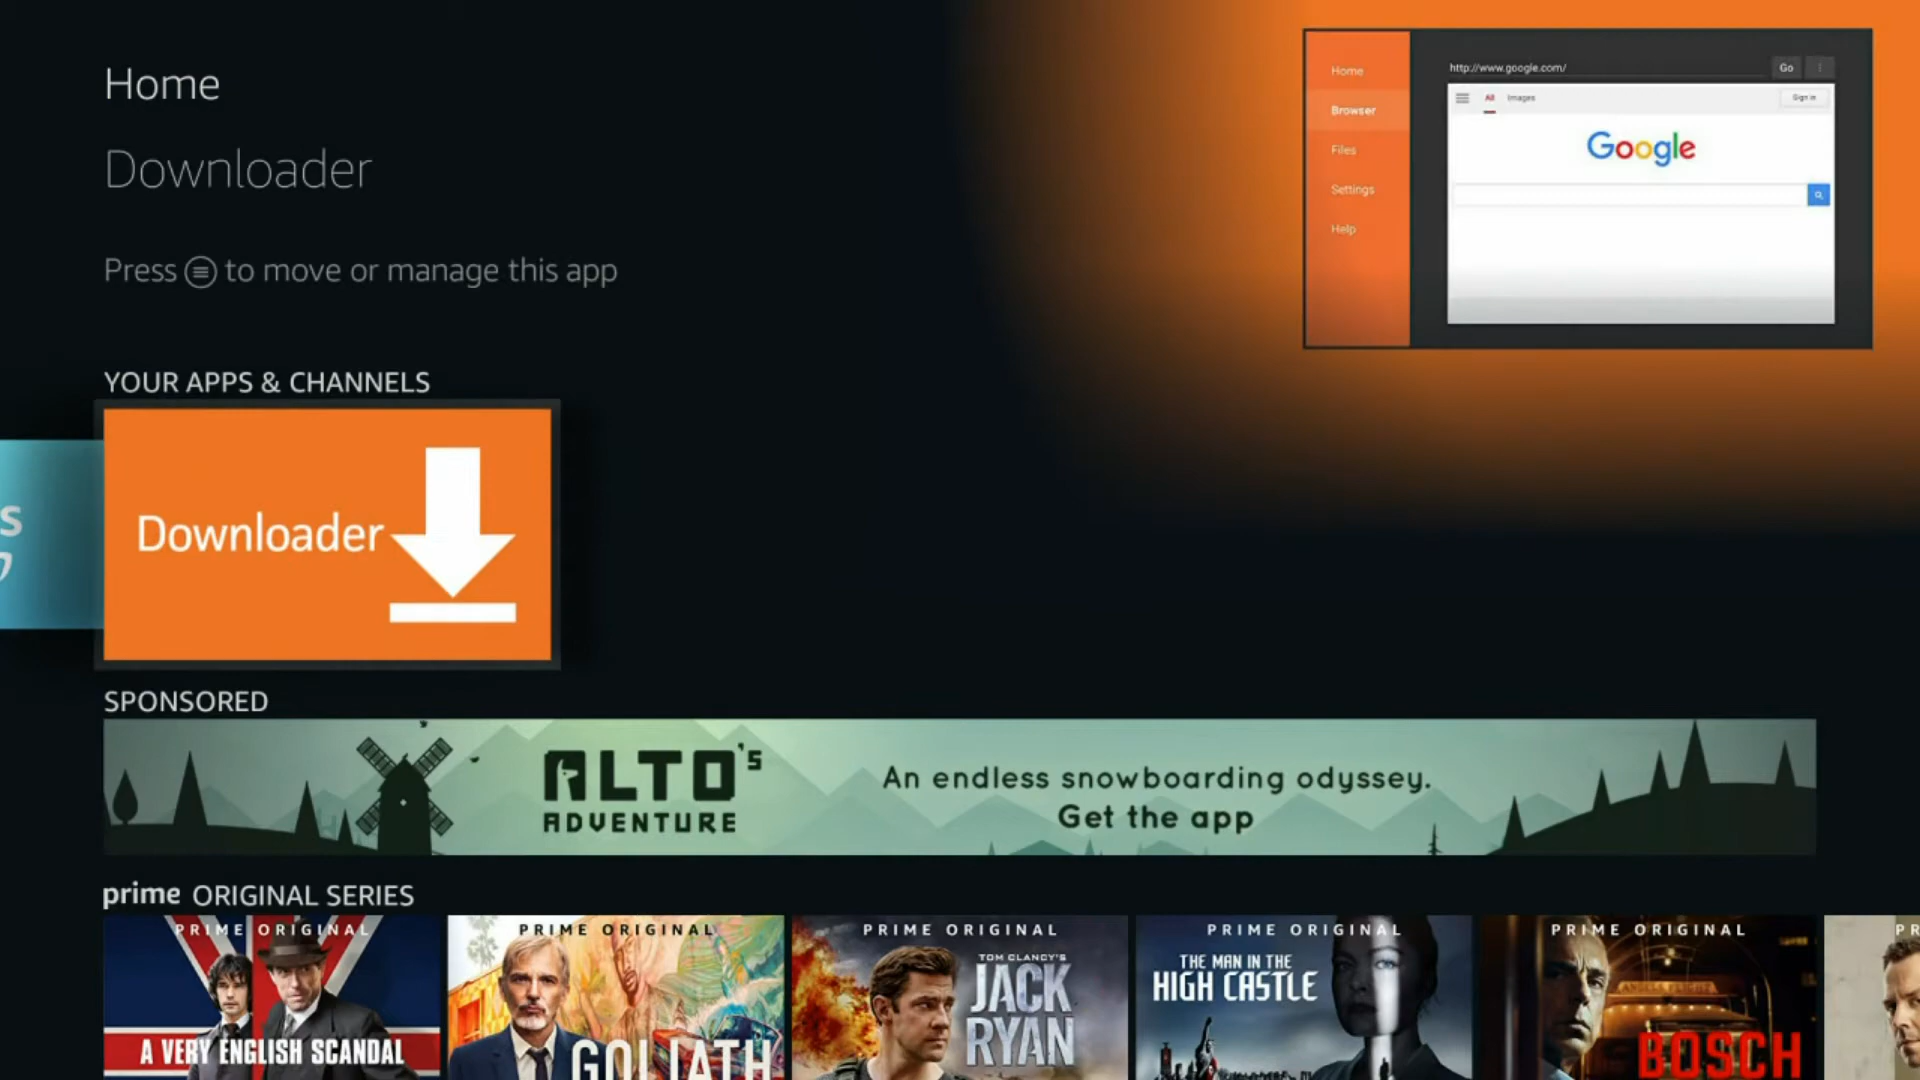 Home
Downloader
Press to move or manage this app
Home
Browser
Files
Settings
Help
http://www.google.com/
Go
All Images
Sign in
Google
YOUR APPS & CHANNELS
S
Downloader
SPONSORED
ALTO'S
ADVENTURE
An endless snowboarding odyssey.
Get the app
prime ORIGINAL SERIES
PRIME ORIGINAL
A VERY ENGLISH SCANDAL
PRIME ORIGINAL
GOLIATH
PRIME ORIGINAL
TOM CLANCY'S
JACK
RYAN
PRIME ORIGINAL
THE MAN IN THE
HIGH CASTLE
PRIME ORIGINAL
BOSCH
PR